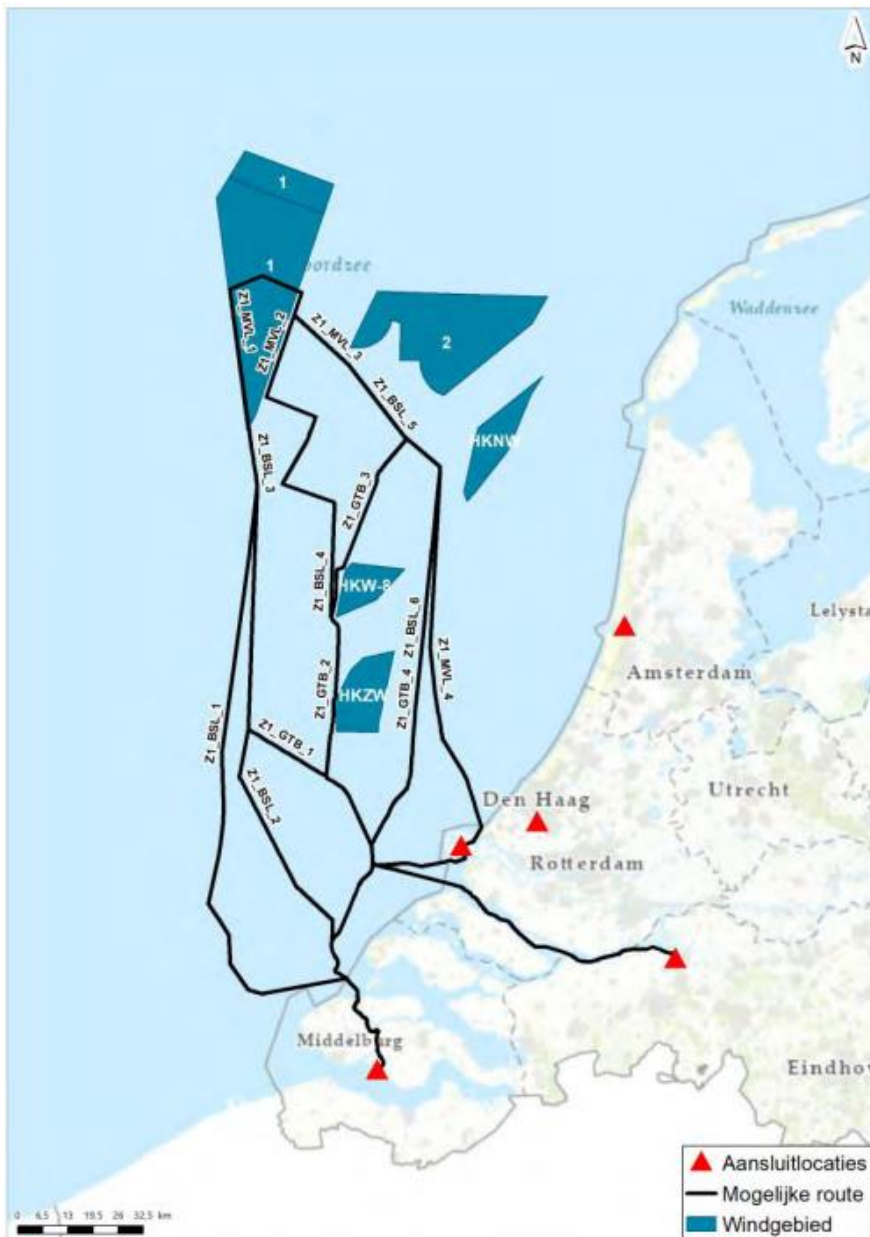 N
1
1
oordzee
Waddenzee
Z1_MVL_1
Z1_MVL_2
Z1_MVL_3
2
Z1_BSL_5
HKNW
Z1_BSL_3
Z1_GTB_3
Z1_BSL_4
HKW-8
Z1_BSL_6
Lelysta
Z1_MVL_4
Amsterdam
Z1_GTB_2
HKZW
Z1_GTB_4
Z1_BSL_1
Z1_GTB_1
Z1_BSL_2
Utrecht
Den Haag
Rotterdam
Middelburg
Eindhov
Aansluitlocaties
Mogelijke route
Windgebied
0 6,5 13 19,5 26 32,5 km